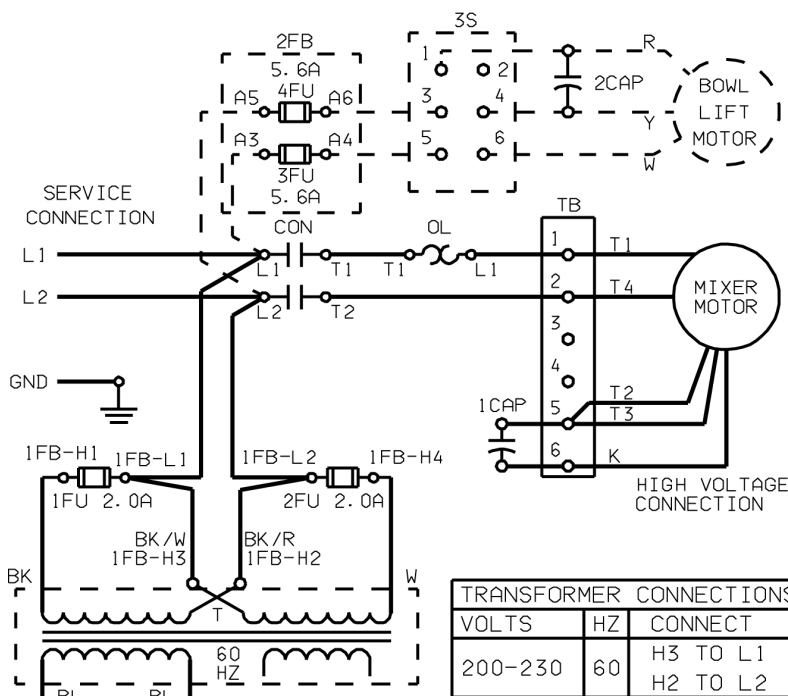 3S
2FB
1
R
5.6A
2
2CAP
BOWL
LIFT
MOTOR
A5
4FU
A6
3
4
Y
A3
A4
5
6
W
3FU
5.6A
SERVICE
CONNECTION
CON
OL
TB
L1
L1
T1
T1
L1
1
T1
L2
L2
T2
2
T4
MIXER
MOTOR
3
4
GND
T2
1CAP
5
T3
1FB-H1
1FB-L1
1FB-L2
1FB-H4
6
K
1FU 2.0A
2FU 2.0A
HIGH VOLTAGE
CONNECTION
BK/W
1FB-H3
BK/R
1FB-H2
BK
W
T
60
HZ
TRANSFORMER CONNECTIONS
VOLTS HZ CONNECT
200-230 60 H3 TO L1
H2 TO L2